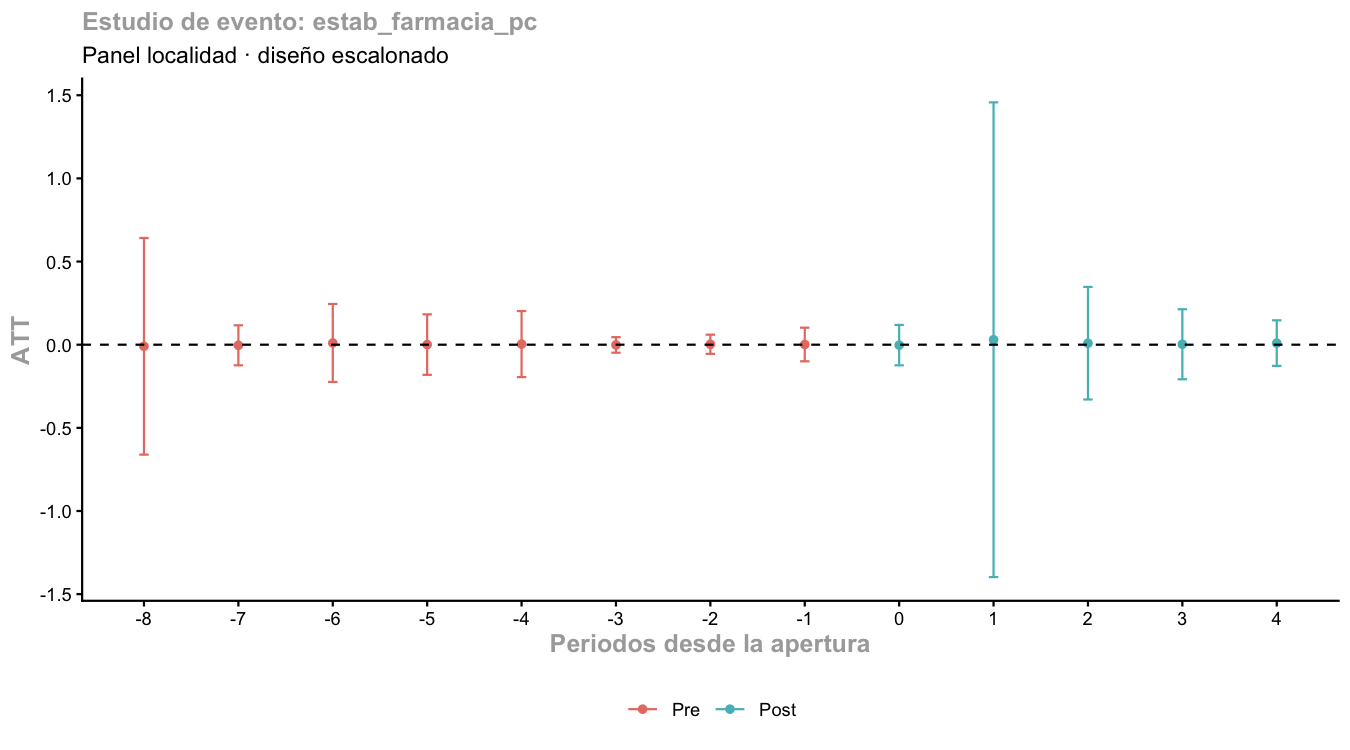 Estudio de evento: estab_farmacia_pc
Panel localidad · diseño escalonado
1.5
1.0
0.5
0.0
-0.5
-1.0
-1.5
ATT
-8 -7 -6 -5 -4 -3 -2 -1 0 1 2 3 4
Periodos desde la apertura
Pre Post